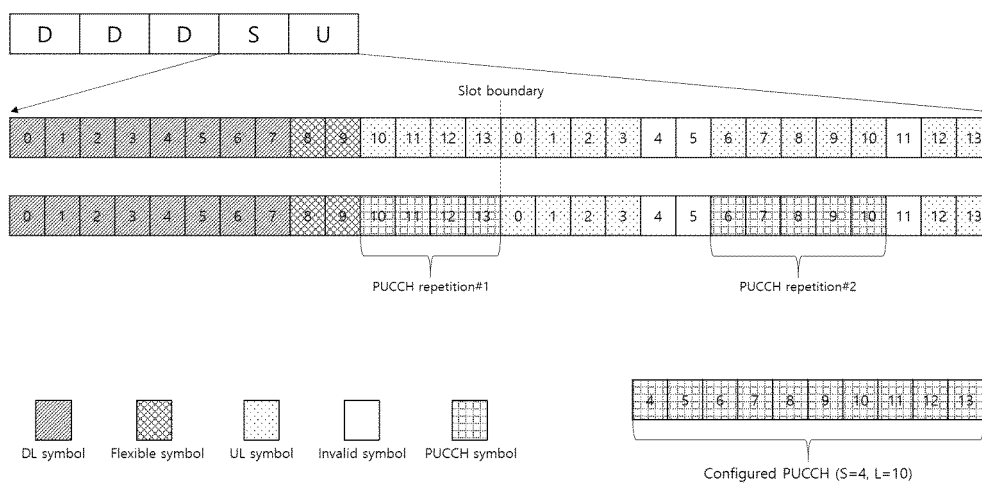 D D D S U
Slot boundary
0 1 2 3 4 5 6 7 8 9 10 11 12 13 0 1 2 3 4 5 6 7 8 9 10 11 12 13
0 1 2 3 4 5 6 7 8 9 10 11 12 13 0 1 2 3 4 5 6 7 8 9 10 11 12 13
PUCCH repetition#1 PUCCH repetition#2
4 5 6 7 8 9 10 11 12 13
DL symbol Flexible symbol UL symbol Invalid symbol PUCCH symbol
Configured PUCCH (S=4, L=10)